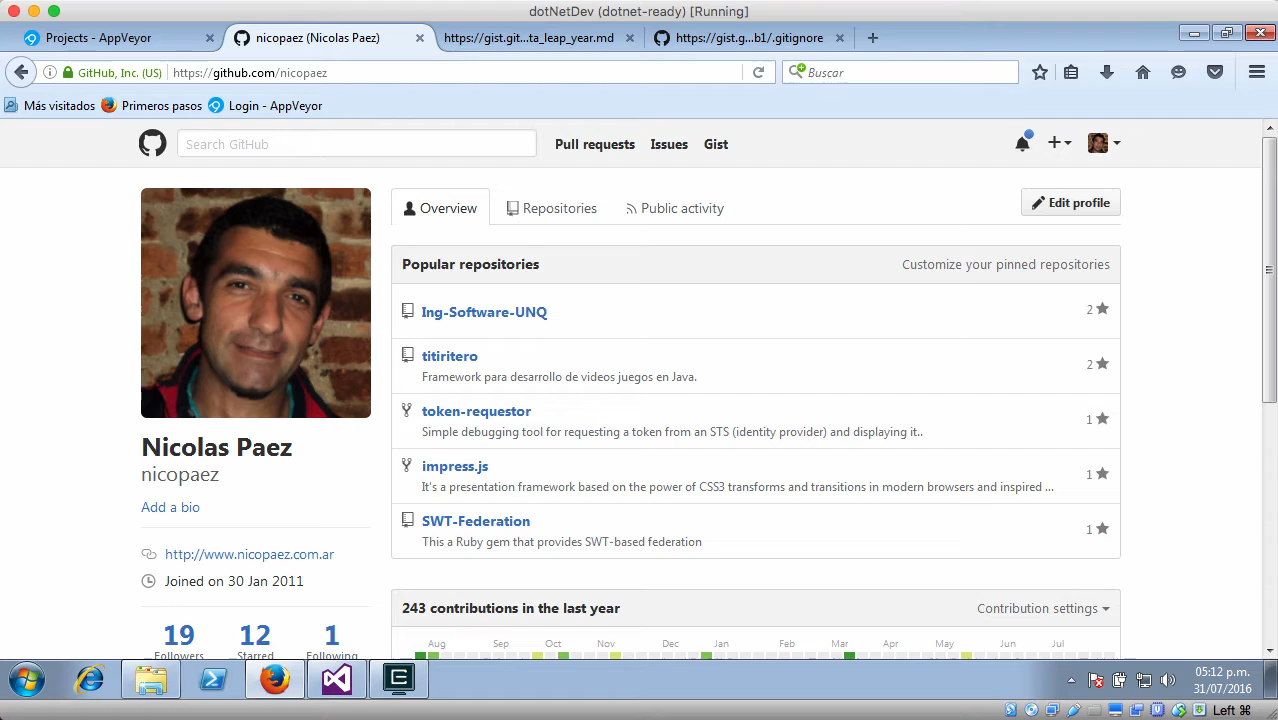 dotNetDev (dotnet-ready) [Running]
Projects - AppVeyor
nicopaez (Nicolas Paez)
https://gist.git...ta_leap_year.md
https://gist.g...b1/.gitignore
GitHub, Inc. (US)
https://github.com/nicopaez
Buscar
Más visitados
Primeros pasos
Login - AppVeyor
Search GitHub
Pull requests
Issues
Gist
Overview
Repositories
Public activity
Edit profile
Popular repositories
Customize your pinned repositories
Ing-Software-UNQ
2
titiritero
Framework para desarrollo de videos juegos en Java.
2
token-requestor
Simple debugging tool for requesting a token from an STS (identity provider) and displaying it..
1
impress.js
It's a presentation framework based on the power of CSS3 transforms and transitions in modern browsers and inspired ...
1
SWT-Federation
This a Ruby gem that provides SWT-based federation
1
Nicolas Paez
nicopaez
Add a bio
http://www.nicopaez.com.ar
Joined on 30 Jan 2011
19
Followers
12
Starred
1
Following
243 contributions in the last year
Contribution settings
Aug Sep Oct Nov Dec Jan Feb Mar Apr May Jun Jul
05:12 p.m.
31/07/2016
Left ⌘